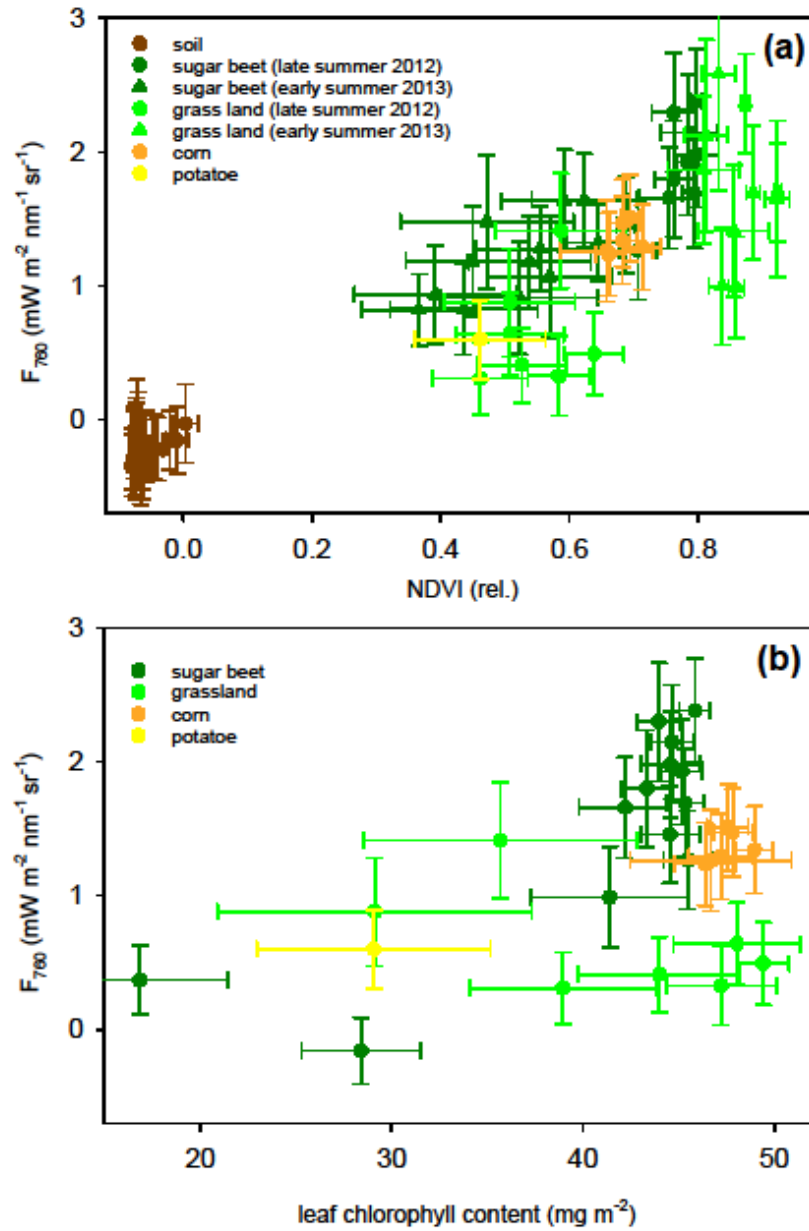 (a)
soil
sugar beet (late summer 2012)
sugar beet (early summer 2013)
grass land (late summer 2012)
grass land (early summer 2013)
corn
potatoe
3
2
1
0
F760 (mW m-2 nm-1 sr-1)
0.0 0.2 0.4 0.6 0.8
NDVI (rel.)
(b)
sugar beet
grassland
corn
potatoe
3
2
1
0
F760 (mW m-2 nm-1 sr-1)
20 30 40 50
leaf chlorophyll content (mg m-2)